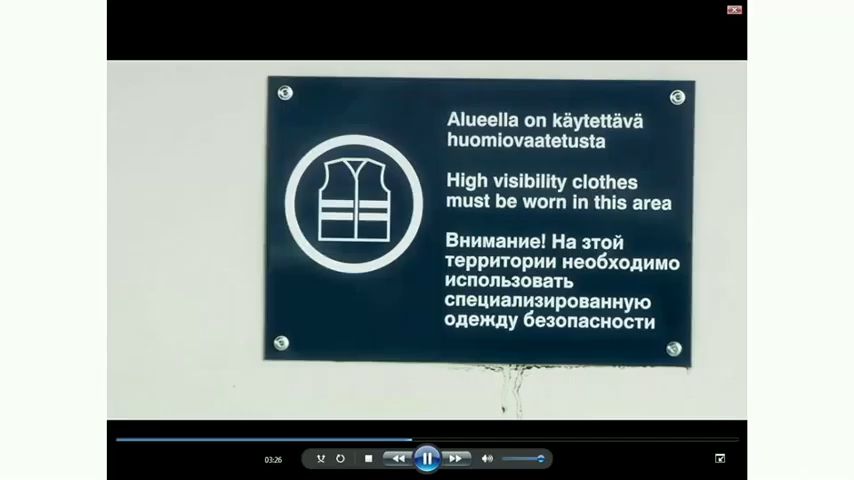 Alueella on käytettävä
huomiovaatetusta
High visibility clothes
must be worn in this area
Внимание! На зтой
территории необходимо
использовать
специализированную
одежду безопасности
03:26